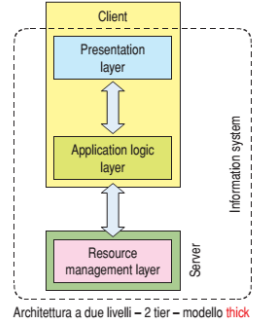 Client
Presentation
layer
Application logic
layer
Information system
Server
Resource
management layer
Architettura a due livelli – 2 tier – modello thick